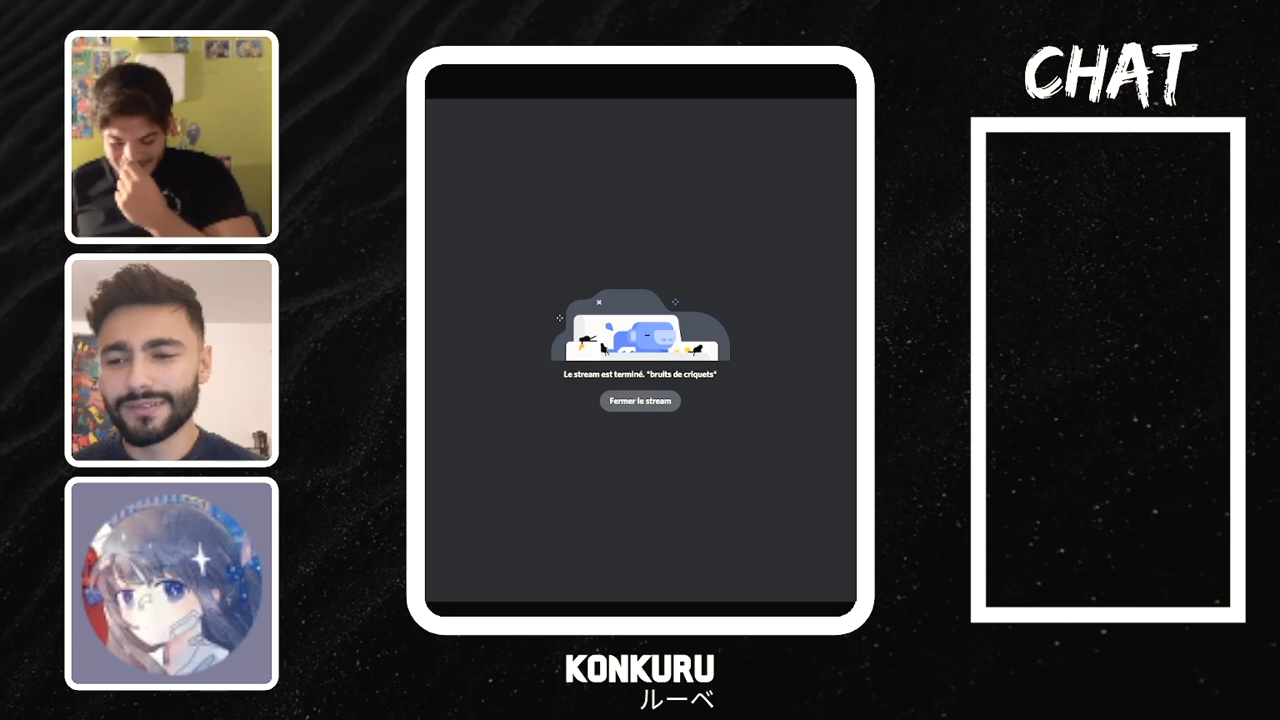 CHAT
Le stream est terminé. *bruits de criquets*
Fermer le stream
KONKURU
ルーベ